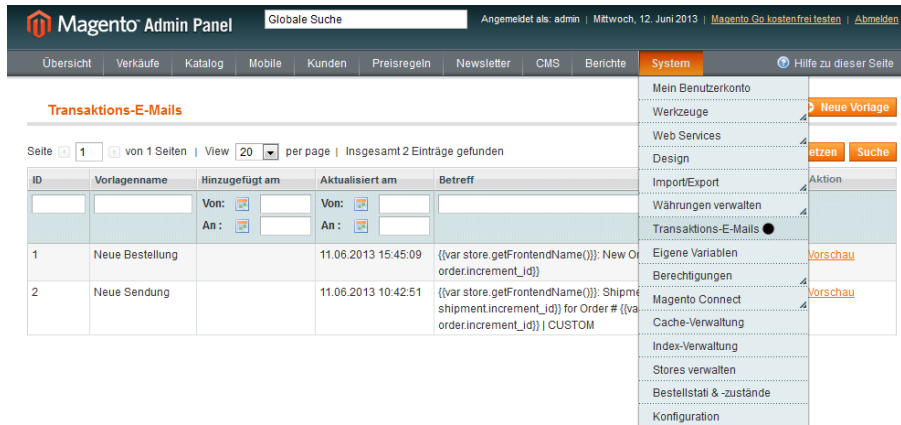 Magento Admin Panel
Globale Suche
Angemeldet als: admin | Mittwoch, 12. Juni 2013 | Magento Go kostenfrei testen | Abmelden
Übersicht Verkäufe Katalog Mobile Kunden Preisregeln Newsletter CMS Berichte System Hilfe zu dieser Seite
Transaktions-E-Mails
Neue Vorlage
Seite 1 von 1 Seiten | View 20 per page | Insgesamt 2 Einträge gefunden
Suche
ID Vorlagenname Hinzugefügt am Aktualisiert am Betreff Aktion
Von: Von:
An : An :
1 Neue Bestellung 11.06.2013 15:45:09 {{var store.getFrontendName()}}: New Vorschau
order.increment_id}}
2 Neue Sendung 11.06.2013 10:42:51 {{var store.getFrontendName()}}: Vorschau
shipment.increment_id}} for Order # {{va
order.increment_id}} | CUSTOM
Mein Benutzerkonto
Werkzeuge
Web Services
Design
Import/Export
Währungen verwalten
Transaktions-E-Mails
Eigene Variablen
Berechtigungen
Magento Connect
Cache-Verwaltung
Index-Verwaltung
Stores verwalten
Bestellstati & -zustände
Konfiguration